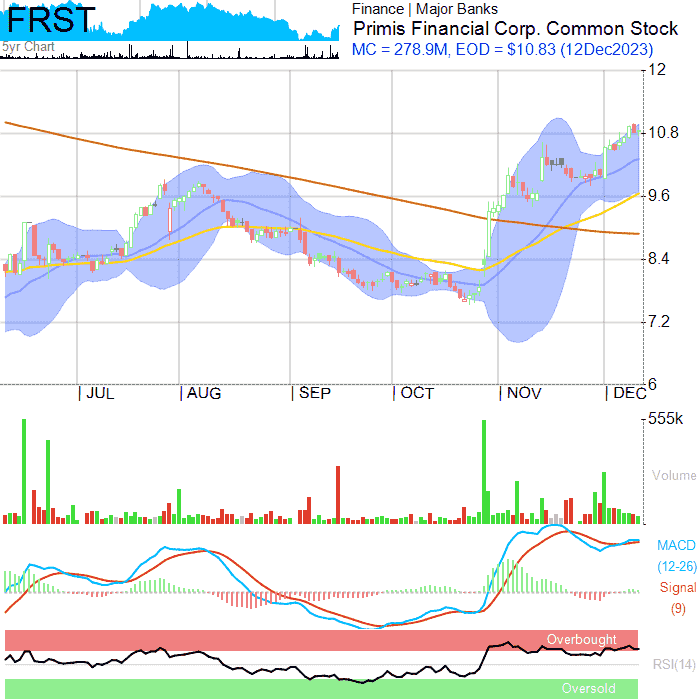 FRST
5yr Chart
Finance | Major Banks
Primis Financial Corp. Common Stock
MC = 278.9M, EOD = $10.83 (12Dec2023)
12
10.8
9.6
8.4
7.2
6
JUL AUG SEP OCT NOV DEC
555k
Volume
MACD
(12-26)
Signal
(9)
Overbought
RSI(14)
Oversold